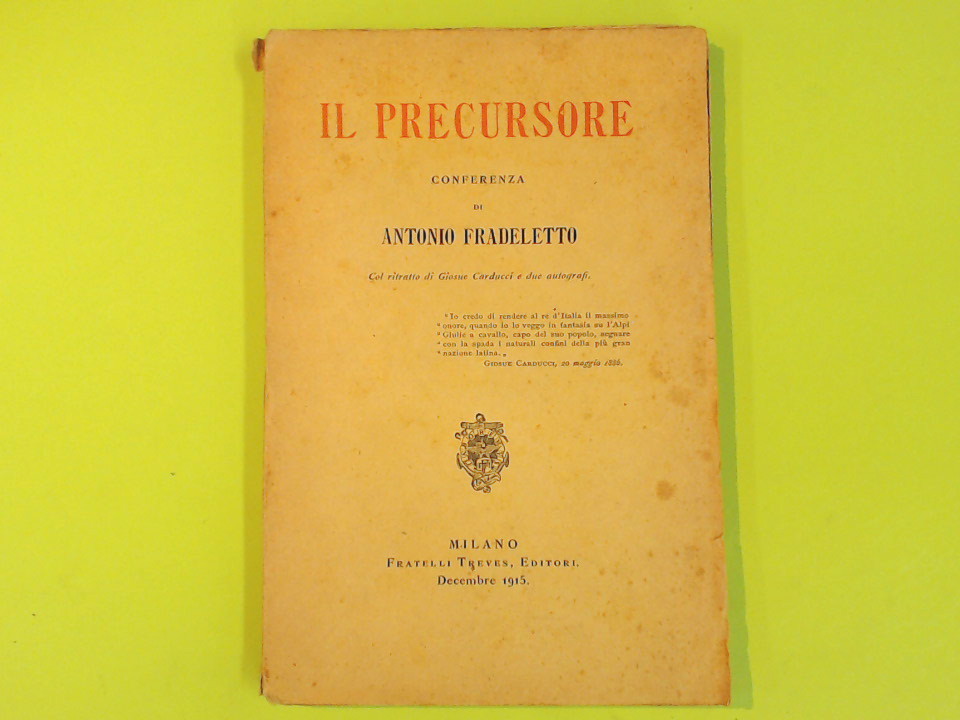 IL PRECURSORE
CONFERENZA
DI
ANTONIO FRADELETTO
Col ritratto di Giosue Carducci e due autografi.
"Io credo di rendere al re d'Italia il massimo
"onore, quando io lo veggo in fantasia su l'Alpi
"Giulie a cavallo, capo del suo popolo, segnare
"con la spada i naturali confini della più gran
"nazione latina.„
GIOSUE CARDUCCI, 20 maggio 1886.
MILANO
FRATELLI TREVES, EDITORI.
Decembre 1915.